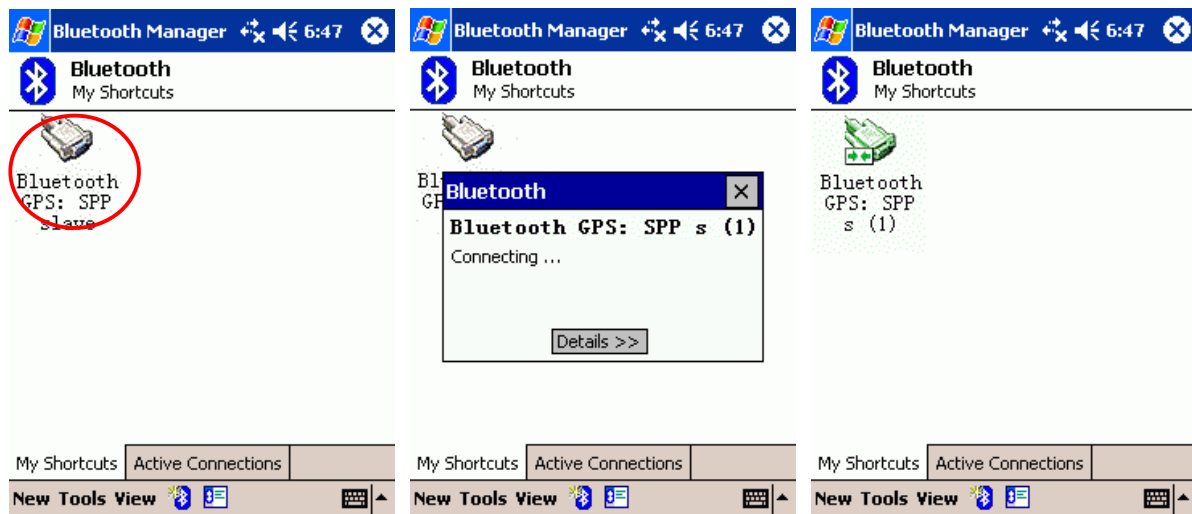 Bluetooth Manager 6:47
Bluetooth
My Shortcuts
Bluetooth
GPS: SPP
slave
My Shortcuts Active Connections
New Tools View
Bluetooth Manager 6:47
Bluetooth
My Shortcuts
Bl
GP
Bluetooth
Bluetooth GPS: SPP s (1)
Connecting ...
Details >>
My Shortcuts Active Connections
New Tools View
Bluetooth Manager 6:47
Bluetooth
My Shortcuts
Bluetooth
GPS: SPP
s (1)
My Shortcuts Active Connections
New Tools View